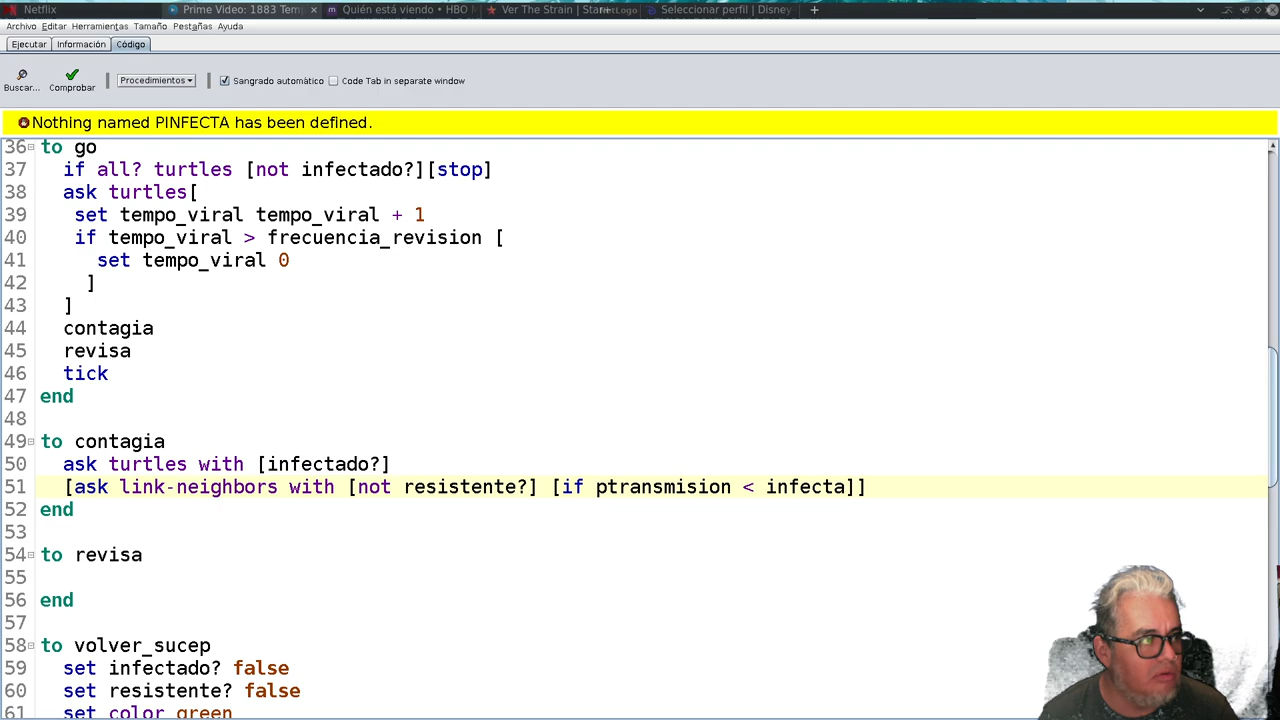 Netflix
Prime Video: 1883 Tem
Quién está viendo • HBO
Ver The Strain | Star+
Seleccionar perfil | Disney
Archivo Editar Herramientas Tamaño Pestañas Ayuda
Ejecutar Información Código
Buscar... Comprobar Procedimientos Sangrado automático Code Tab in separate window
Nothing named PINFECTA has been defined.
36 to go
37 if all? turtles [not infectado?][stop]
38 ask turtles[
39 set tempo_viral tempo_viral + 1
40 if tempo_viral > frecuencia_revision [
41 set tempo_viral 0
42 ]
43 ]
44 contagia
45 revisa
46 tick
47 end
48
49 to contagia
50 ask turtles with [infectado?]
51 [ask link-neighbors with [not resistente?] [if ptransmision < infecta]]
52 end
53
54 to revisa
55
56 end
57
58 to volver_sucep
59 set infectado? false
60 set resistente? false
61 set color green